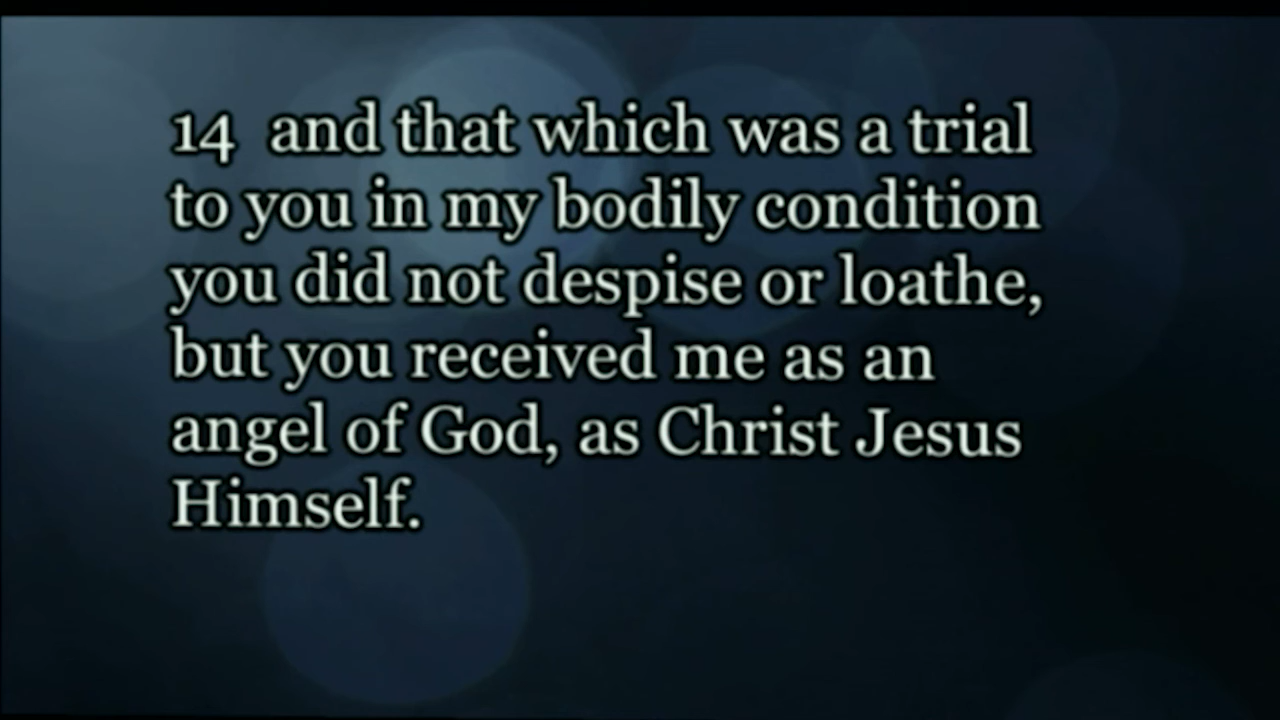 14 and that which was a trial
to you in my bodily condition
you did not despise or loathe,
but you received me as an
angel of God, as Christ Jesus
Himself.